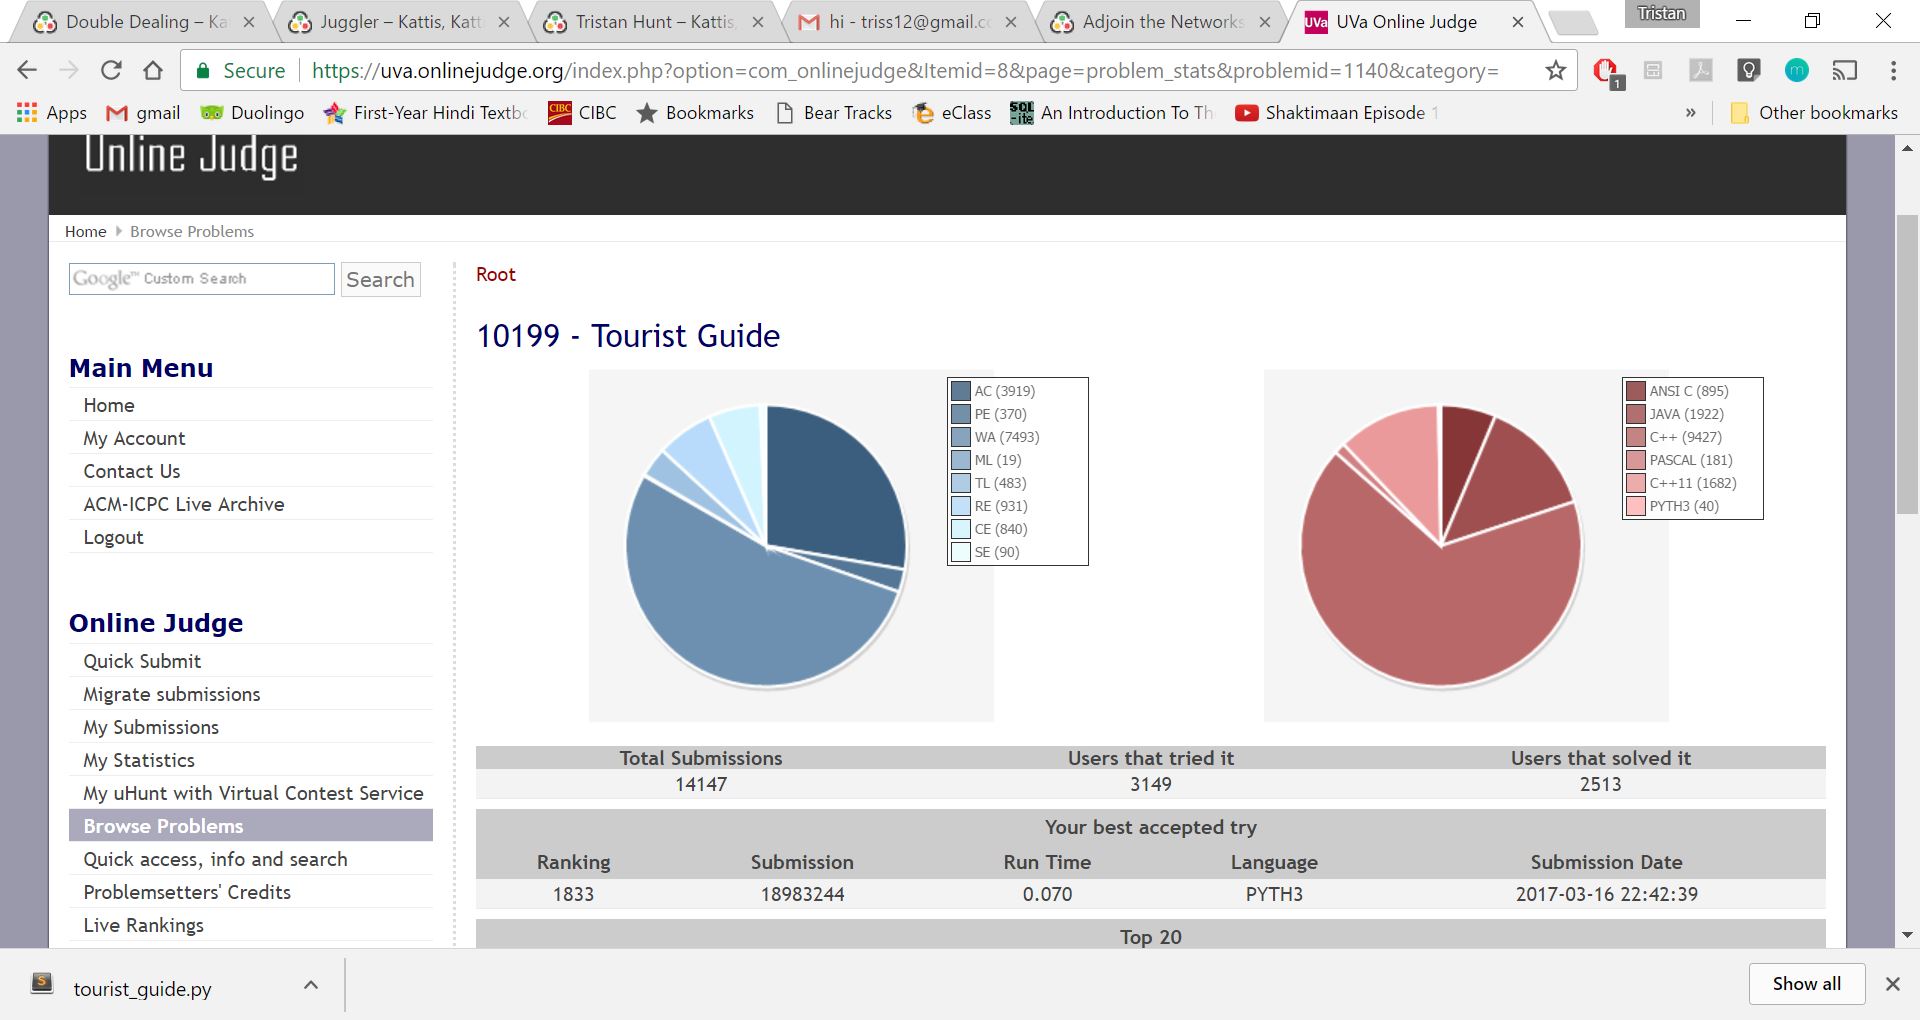 Double Dealing – Ka
Juggler – Kattis, Katt
Tristan Hunt – Kattis,
hi - triss12@gmail.co
Adjoin the Networks
UVa Online Judge
Tristan
Secure https://uva.onlinejudge.org/index.php?option=com_onlinejudge&Itemid=8&page=problem_stats&problemid=1140&category=
1
m
Apps gmail Duolingo First-Year Hindi Textb CIBC Bookmarks Bear Tracks eClass An Introduction To Th Shaktimaan Episode 1 » Other bookmarks
Online Judge
Home Browse Problems
Google™ Custom Search Search
Main Menu
Home
My Account
Contact Us
ACM-ICPC Live Archive
Logout
Online Judge
Quick Submit
Migrate submissions
My Submissions
My Statistics
My uHunt with Virtual Contest Service
Browse Problems
Quick access, info and search
Problemsetters' Credits
Live Rankings
Root
10199 - Tourist Guide
AC (3919)
PE (370)
WA (7493)
ML (19)
TL (483)
RE (931)
CE (840)
SE (90)
ANSI C (895)
JAVA (1922)
C++ (9427)
PASCAL (181)
C++11 (1682)
PYTH3 (40)
Total Submissions Users that tried it Users that solved it
14147 3149 2513
Your best accepted try
Ranking Submission Run Time Language Submission Date
1833 18983244 0.070 PYTH3 2017-03-16 22:42:39
Top 20
tourist_guide.py
Show all